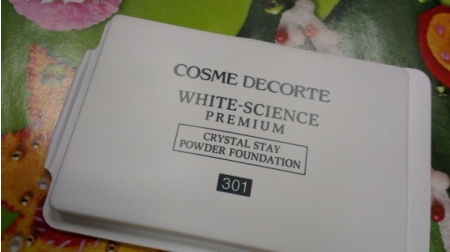 COSME DECORTE
WHITE-SCIENCE
PREMIUM
CRYSTAL STAY
POWDER FOUNDATION
301